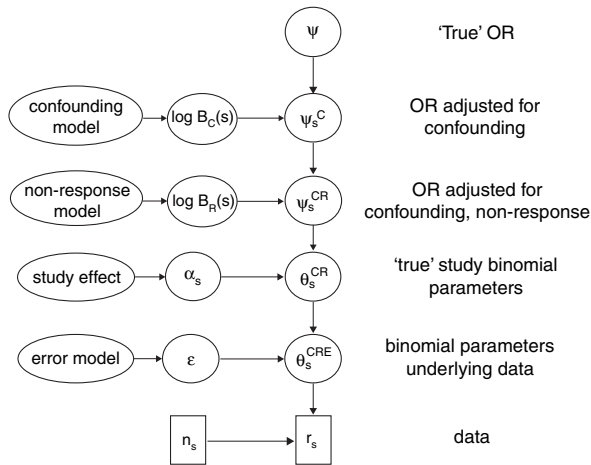 ψ
'True' OR
confounding
model
log B_C(s)
ψ_s^C
OR adjusted for
confounding
non-response
model
log B_R(s)
ψ_s^CR
OR adjusted for
confounding, non-response
study effect
α_s
θ_s^CR
'true' study binomial
parameters
error model
ε
θ_s^CRE
binomial parameters
underlying data
n_s
r_s
data